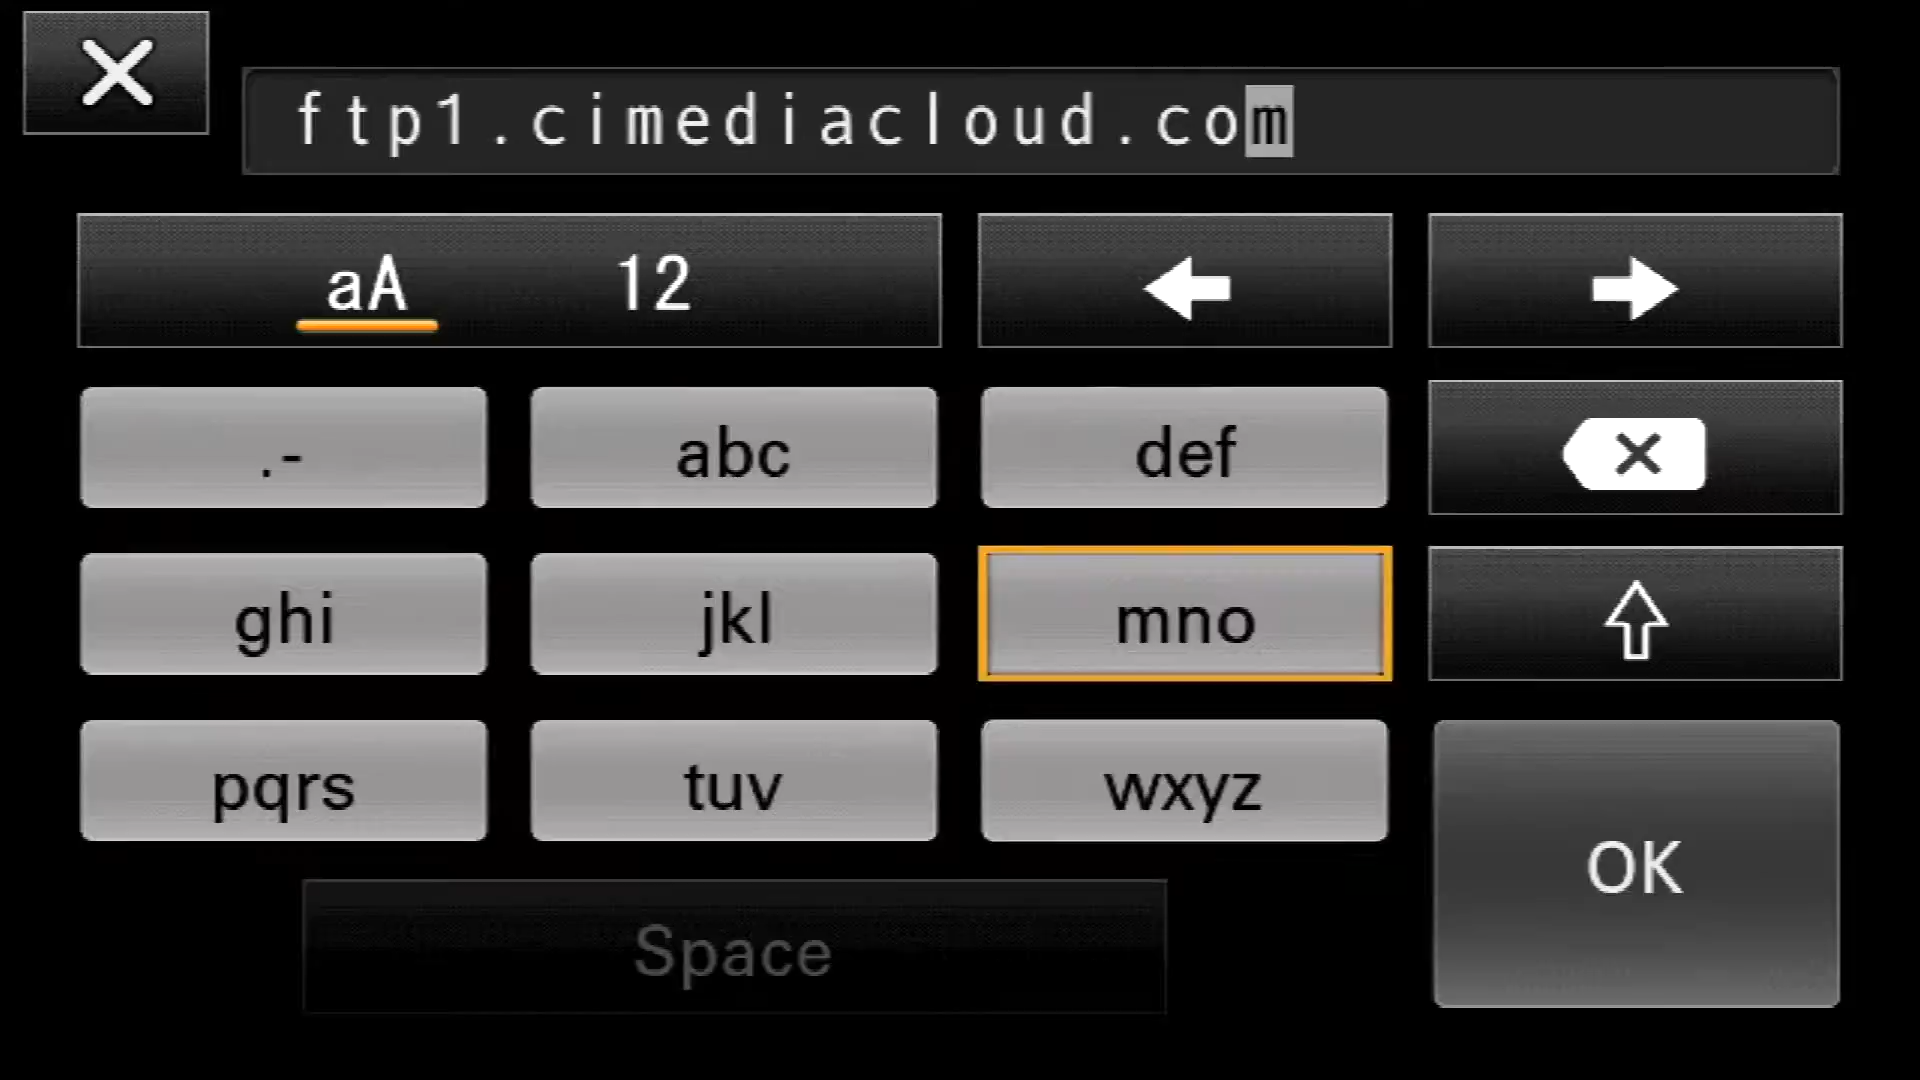 ftp1.cimediacloud.com
aA 12
.- abc def
ghi jkl mno
pqrs tuv wxyz
OK
Space